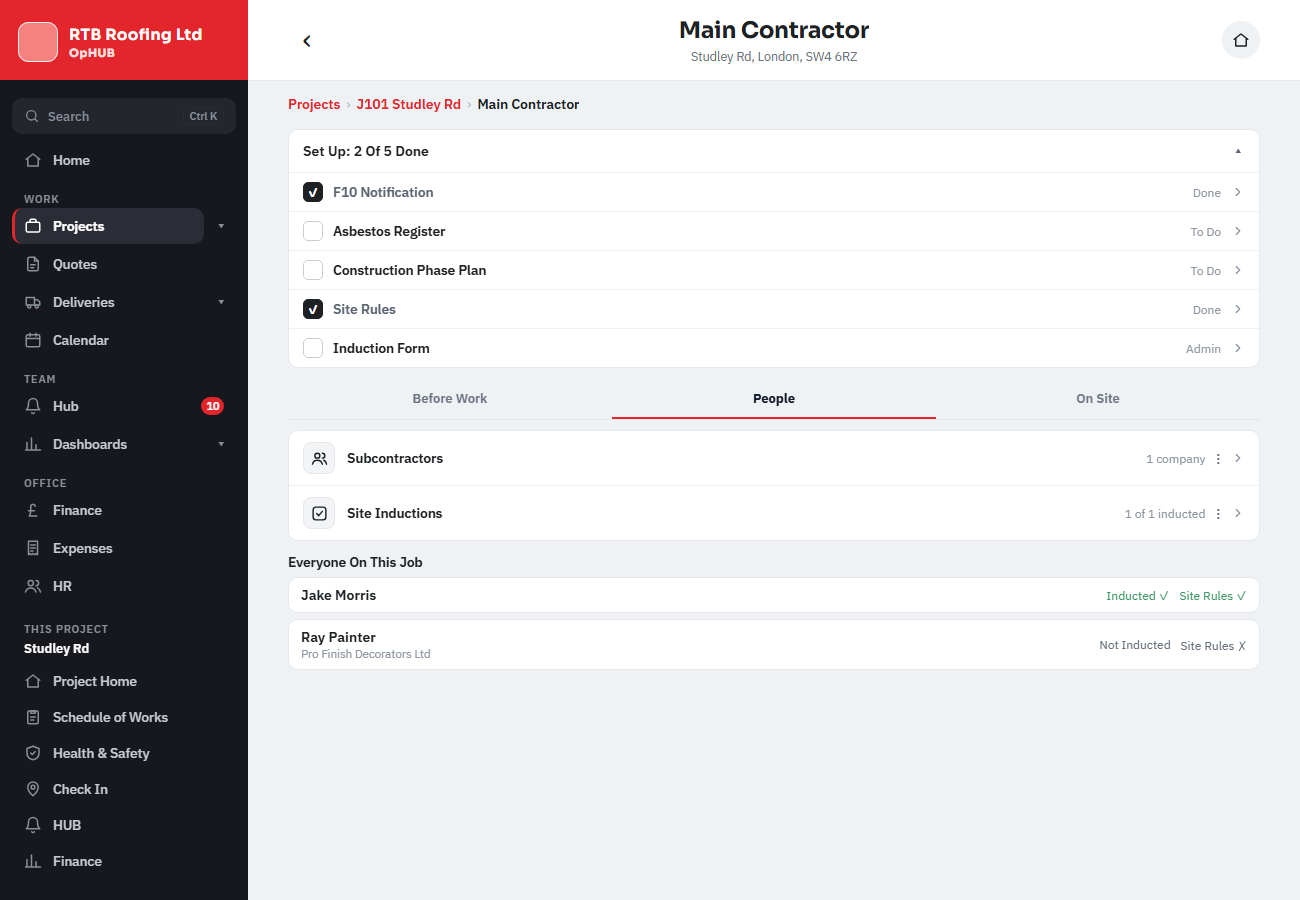 RTB Roofing Ltd
OpHUB
Search Ctrl K
Home
WORK
Projects
Quotes
Deliveries
Calendar
TEAM
Hub 10
Dashboards
OFFICE
Finance
Expenses
HR
THIS PROJECT
Studley Rd
Project Home
Schedule of Works
Health & Safety
Check In
HUB
Finance
Main Contractor
Studley Rd, London, SW4 6RZ
Projects › J101 Studley Rd › Main Contractor
Set Up: 2 Of 5 Done
F10 Notification Done
Asbestos Register To Do
Construction Phase Plan To Do
Site Rules Done
Induction Form Admin
Before Work People On Site
Subcontractors 1 company
Site Inductions 1 of 1 inducted
Everyone On This Job
Jake Morris Inducted ✓ Site Rules ✓
Ray Painter Not Inducted Site Rules ╳
Pro Finish Decorators Ltd